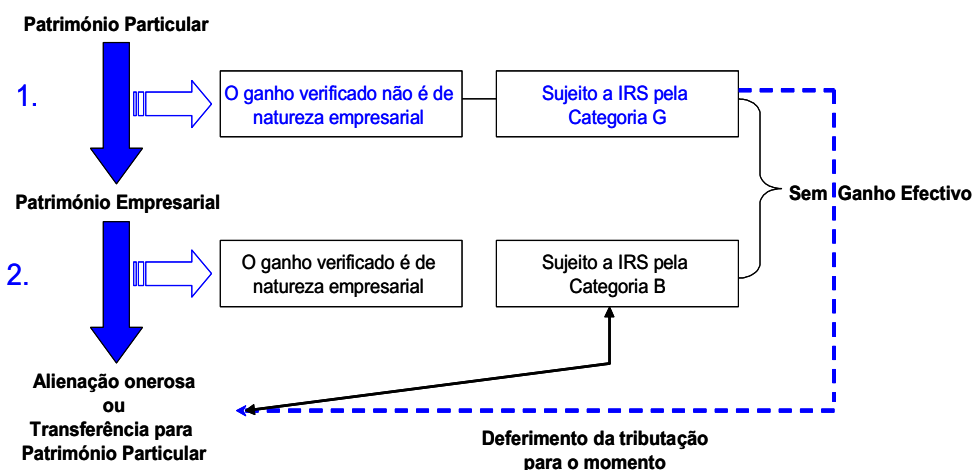 Património Particular
1.
O ganho verificado não é de
natureza empresarial
Sujeito a IRS pela
Categoria G
Património Empresarial
Sem Ganho Efectivo
2.
O ganho verificado é de
natureza empresarial
Sujeito a IRS pela
Categoria B
Alienação onerosa
ou
Transferência para
Património Particular
Deferimento da tributação
para o momento